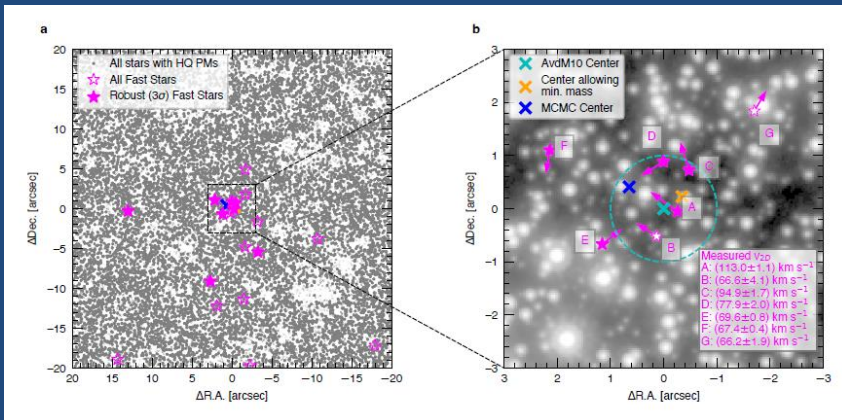 a
20
15
10
5
0
−5
−10
−15
−20
ΔDec. [arcsec]
All stars with HQ PMs
All Fast Stars
Robust (3σ) Fast Stars
20 15 10 5 0 −5 −10 −15 −20
ΔR.A. [arcsec]
b
3
2
1
0
−1
−2
−3
ΔDec. [arcsec]
AvdM10 Center
Center allowing
min. mass
MCMC Center
G
D
F
C
A
B
E
Measured v2D
A: (113.0±1.1) km s−1
B: (66.6±4.1) km s−1
C: (94.9±1.7) km s−1
D: (77.9±2.0) km s−1
E: (69.6±0.8) km s−1
F: (67.4±0.4) km s−1
G: (66.2±1.9) km s−1
3 2 1 0 −1 −2 −3
ΔR.A. [arcsec]